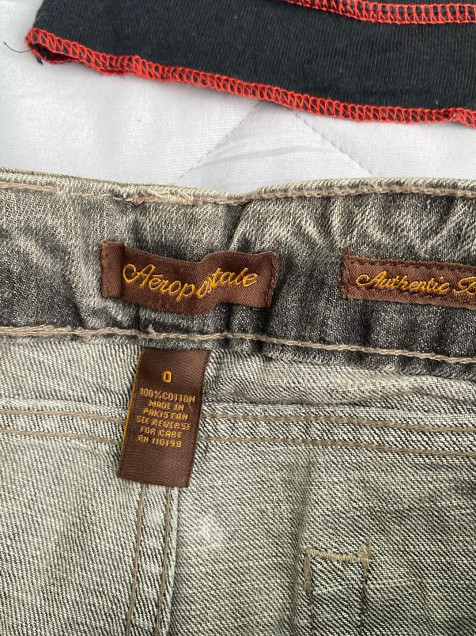 Aéropostale
Authentic
0
100% COTTON
MADE IN
PAKISTAN
SEE REVERSE
FOR CARE
RN 110198